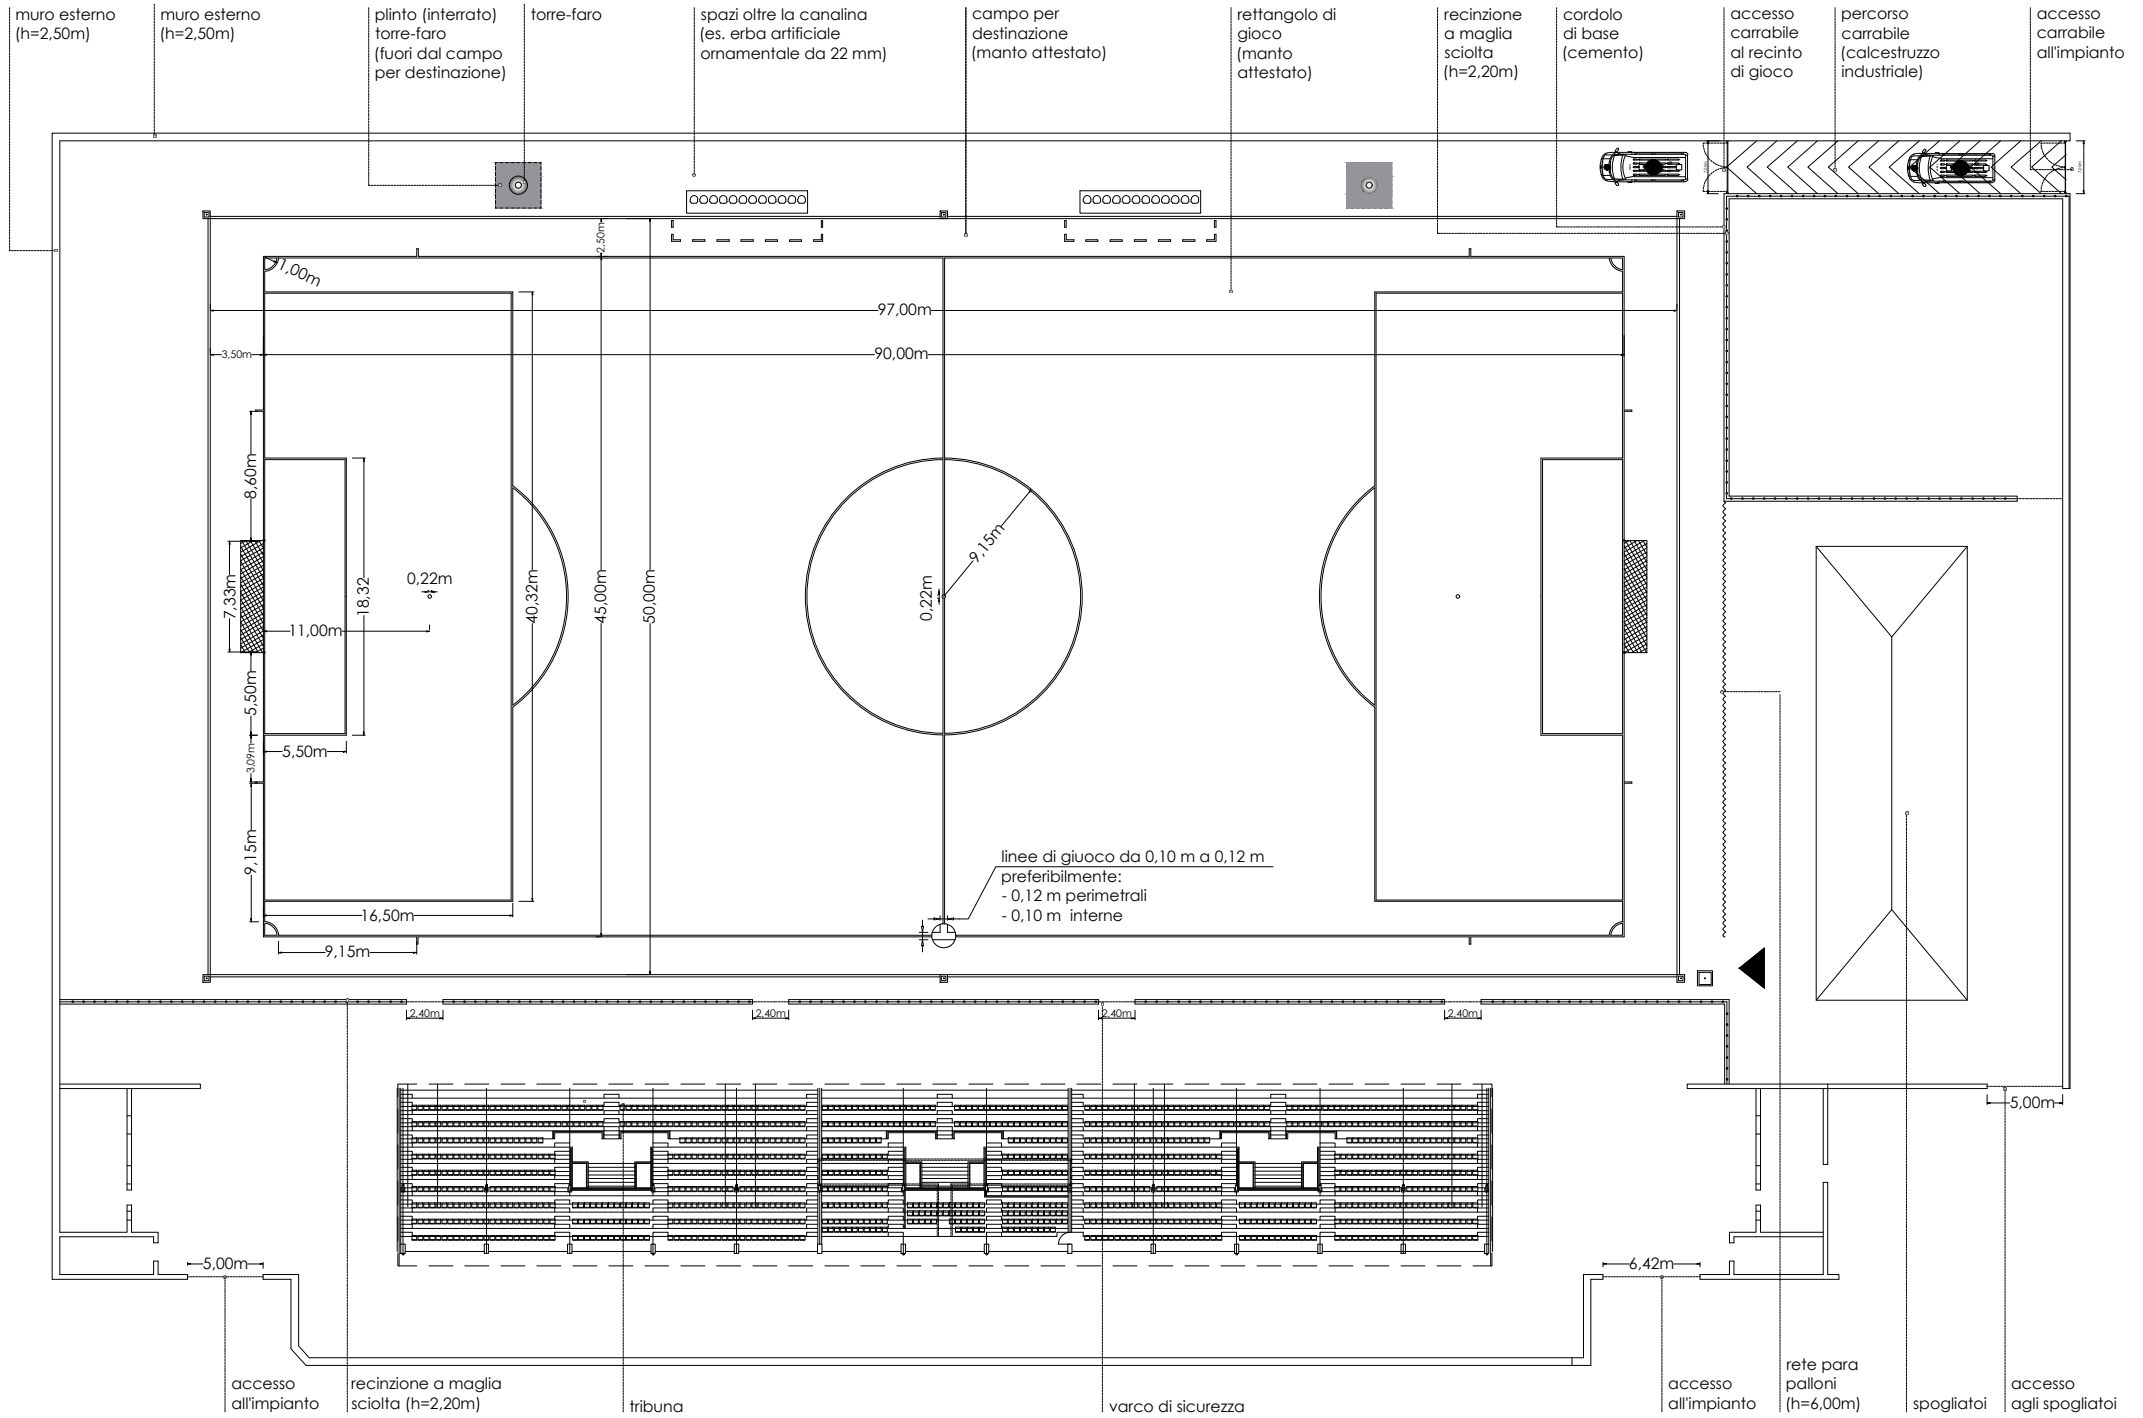 muro esterno
(h=2,50m)
muro esterno
(h=2,50m)
plinto (interrato)
torre-faro
(fuori dal campo
per destinazione)
torre-faro
spazi oltre la canalina
(es. erba artificiale
ornamentale da 22 mm)
campo per
destinazione
(manto attestato)
rettangolo di
gioco
(manto
attestato)
recinzione
a maglia
sciolta
(h=2,20m)
cordolo
di base
(cemento)
accesso
carrabile
al recinto
di gioco
percorso
carrabile
(calcestruzzo
industriale)
accesso
carrabile
all'impianto
2,50m
1,00m
97,00m
3,50m
90,00m
8,60m
7,33m
18,32
0,22m
11,00m
40,32m
45,00m
50,00m
0,22m
9,15m
5,50m
5,50m
3,09m
9,15m
16,50m
9,15m
linee di giuoco da 0,10 m a 0,12 m
preferibilmente:
- 0,12 m perimetrali
- 0,10 m interne
2,40m
2,40m
2,40m
2,40m
5,00m
5,00m
6,42m
accesso
all'impianto
recinzione a maglia
sciolta (h=2,20m)
tribuna
varco di sicurezza
accesso
all'impianto
rete para
palloni
(h=6,00m)
spogliatoi
accesso
agli spogliatoi